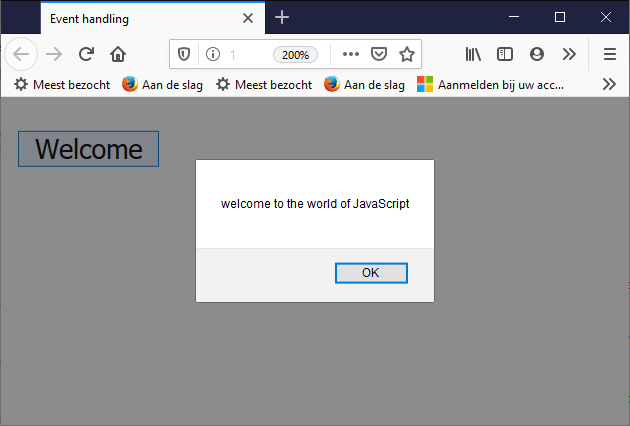 Event handling
1
200%
Meest bezocht
Aan de slag
Meest bezocht
Aan de slag
Aanmelden bij uw acc...
Welcome
welcome to the world of JavaScript
OK